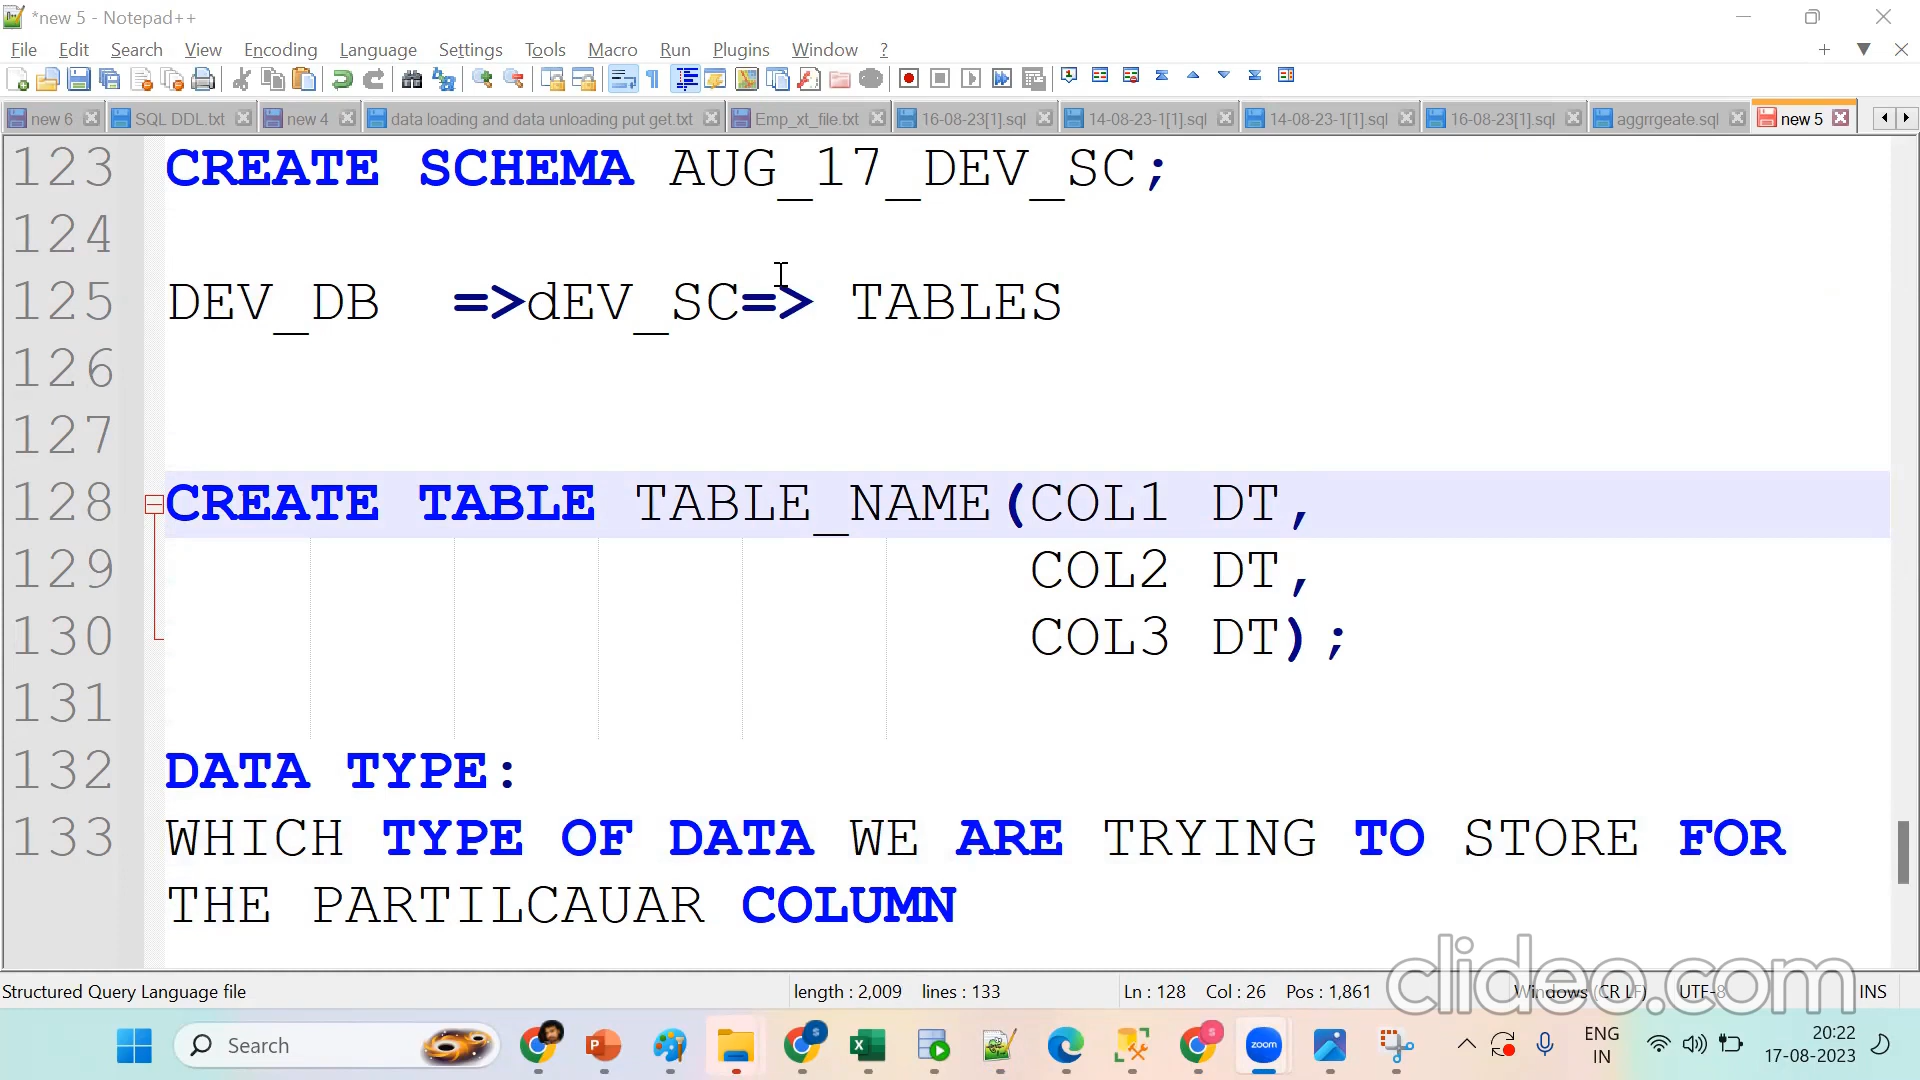 *new 5 - Notepad++
File Edit Search View Encoding Language Settings Tools Macro Run Plugins Window ?
new 6 SQL DDL.txt new 4 data loading and data unloading put get.txt Emp_xt_file.txt 16-08-23[1].sql 14-08-23-1[1].sql 14-08-23-1[1].sql 16-08-23[1].sql aggrrgeate.sql new 5
123 CREATE SCHEMA AUG_17_DEV_SC;
124
125 DEV_DB =>dEV_SC=> TABLES
126
127
128 CREATE TABLE TABLE_NAME(COL1 DT,
129 COL2 DT,
130 COL3 DT);
131
132 DATA TYPE:
133 WHICH TYPE OF DATA WE ARE TRYING TO STORE FOR
THE PARTILCAUAR COLUMN
clideo.com
Structured Query Language file length : 2,009 lines : 133 Ln : 128 Col : 26 Pos : 1,861 Windows (CR LF) UTF-8 INS
Search zoom ENG 20:22
IN 17-08-2023